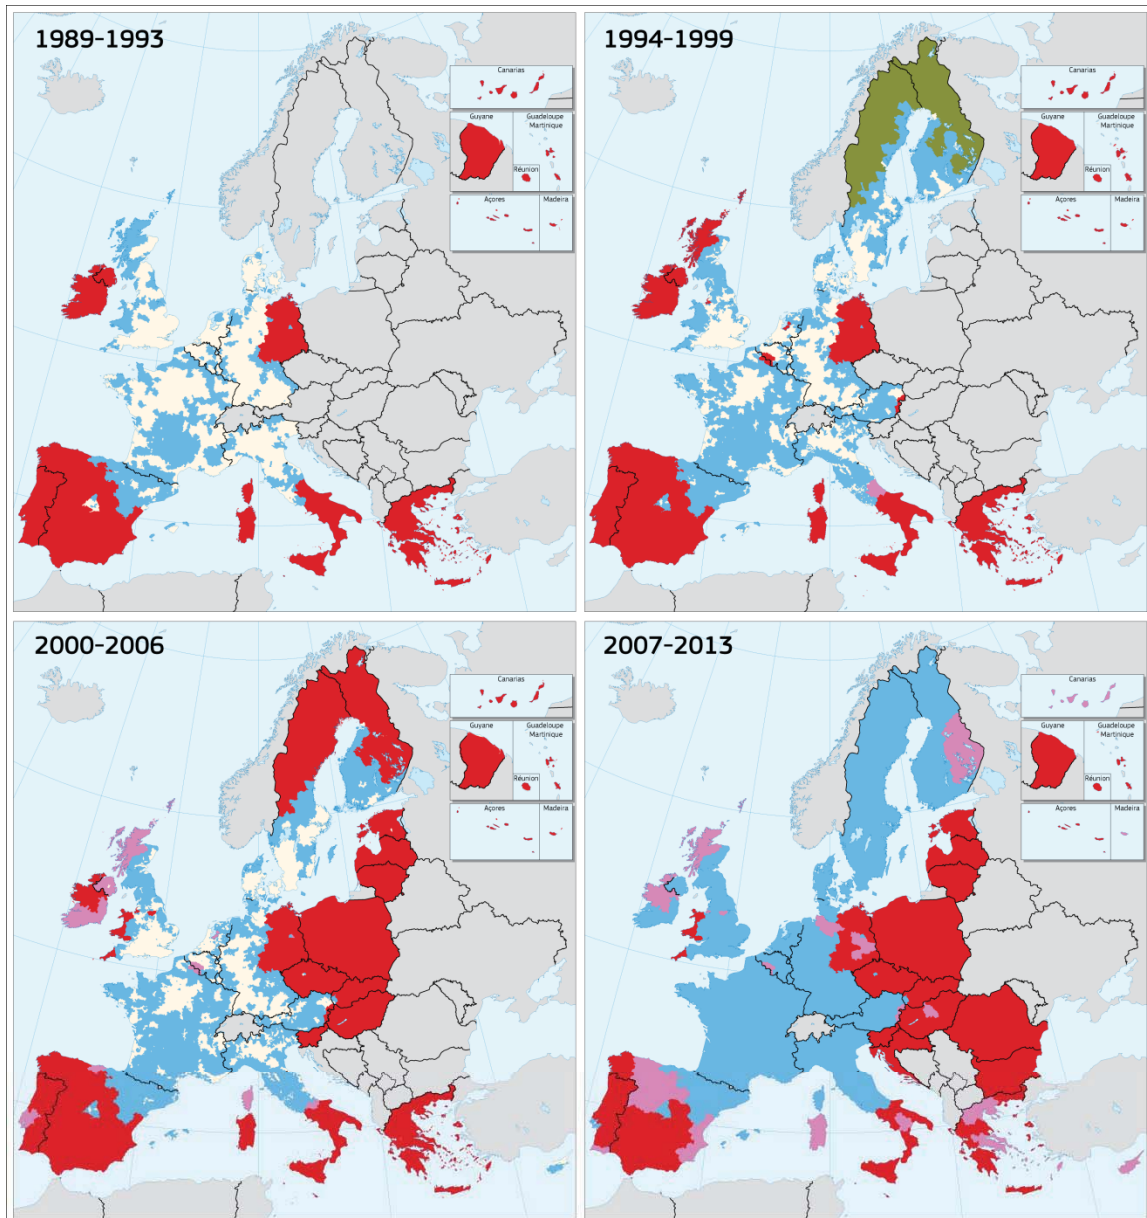 1989-1993
Canarias
Guyane
Guadeloupe
Martinique
Réunion
Açores
Madeira
1994-1999
Canarias
Guyane
Guadeloupe
Martinique
Réunion
Açores
Madeira
2000-2006
Canarias
Guyane
Guadeloupe
Martinique
Réunion
Açores
Madeira
2007-2013
Canarias
Guyane
Guadeloupe
Martinique
Réunion
Açores
Madeira